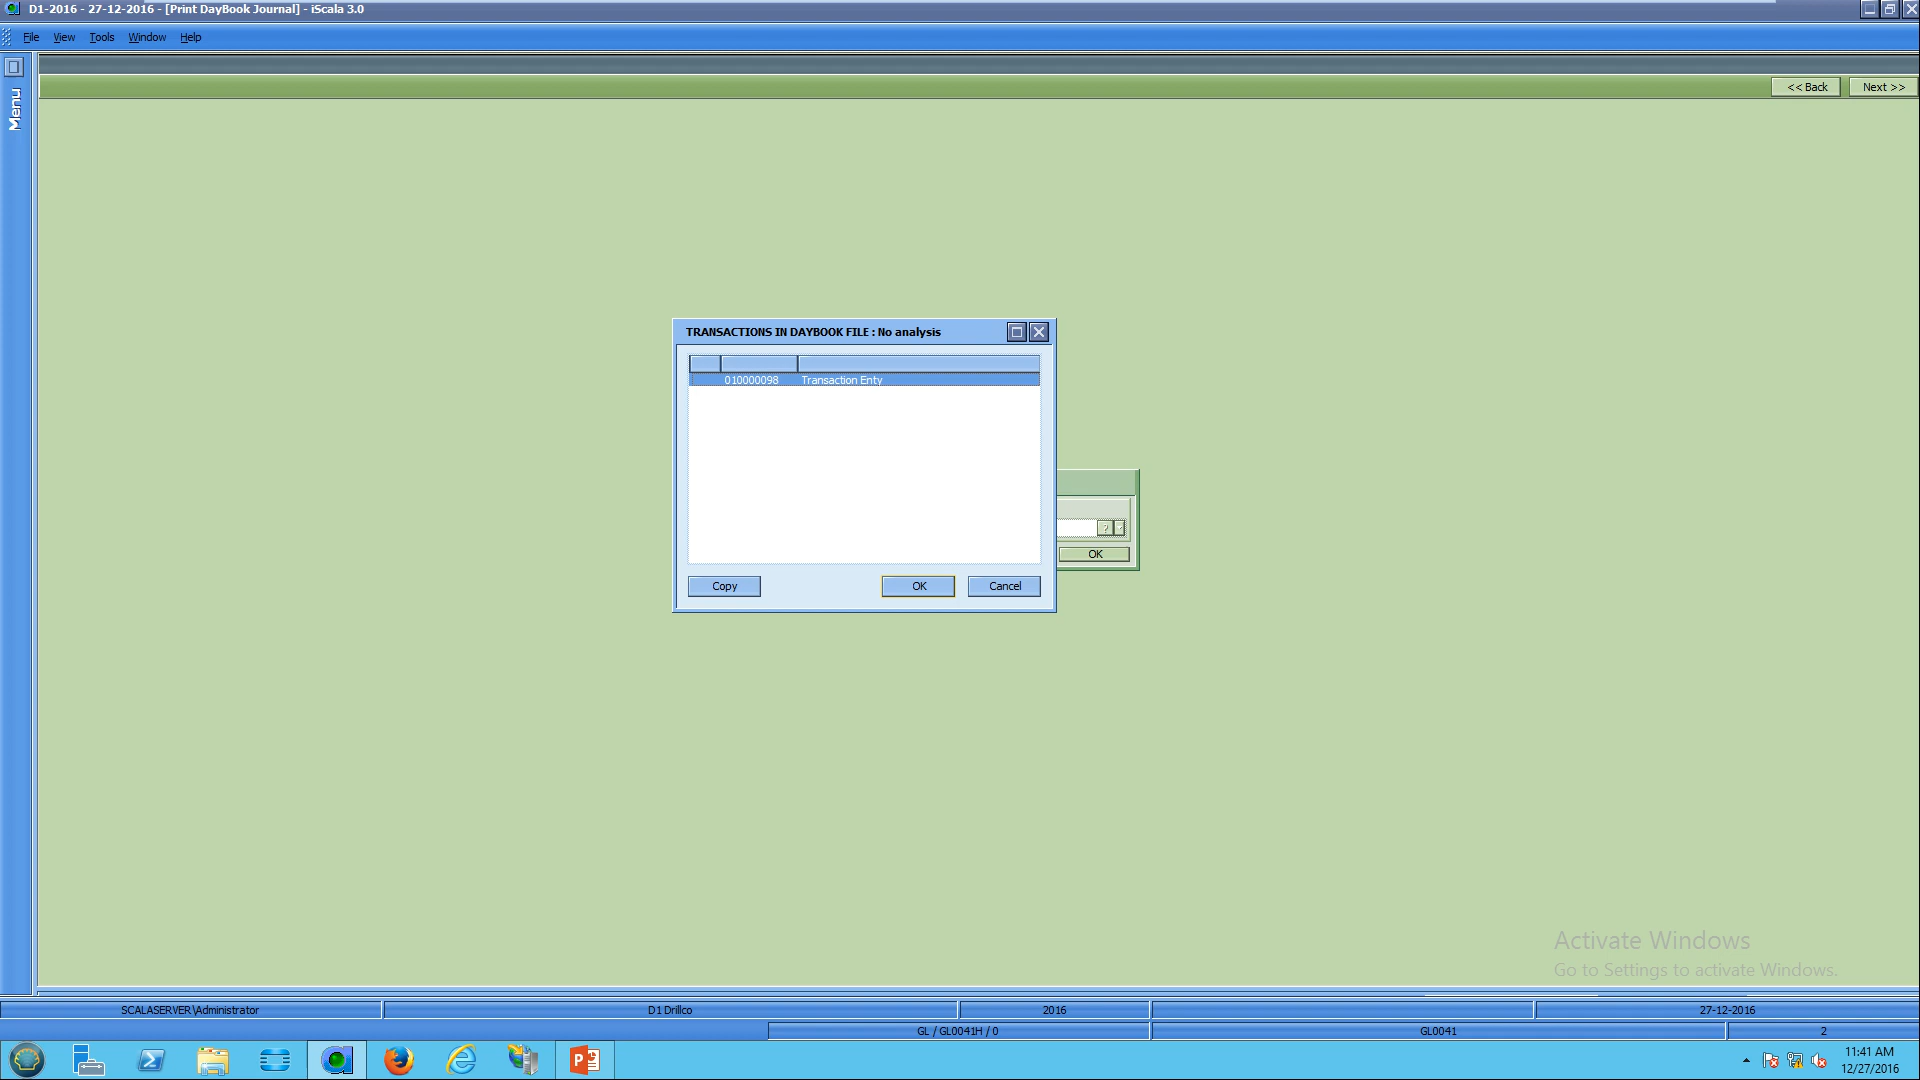 D1-2016 - 27-12-2016 - [Print DayBook Journal] - iScala 3.0
File View Tools Window Help
Menu
<< Back Next >>
TRANSACTIONS IN DAYBOOK FILE : No analysis
010000098 Transaction Enty
? 
OK
Copy OK Cancel
Activate Windows
Go to Settings to activate Windows.
SCALASERVER\Administrator D1 Drillco 2016 27-12-2016
GL / GL0041H / 0 GL0041 2
P
11:41 AM
12/27/2016